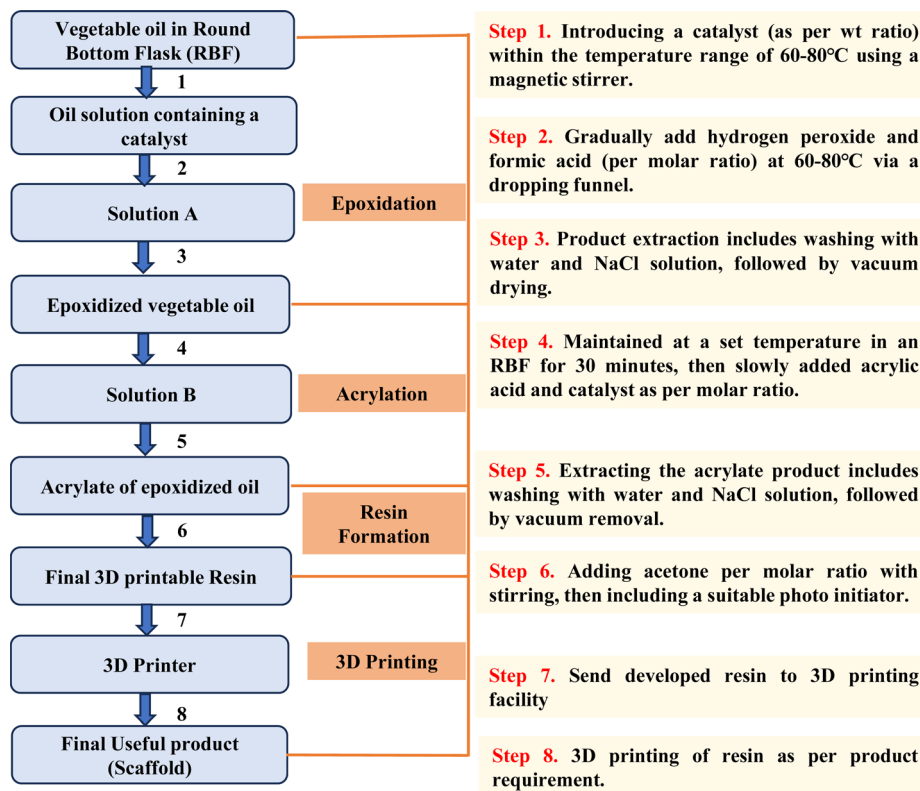 Vegetable oil in Round
Bottom Flask (RBF)
1
Oil solution containing a
catalyst
2
Solution A
3
Epoxidized vegetable oil
4
Solution B
5
Acrylate of epoxidized oil
6
Final 3D printable Resin
7
3D Printer
8
Final Useful product
(Scaffold)
Epoxidation
Acrylation
Resin
Formation
3D Printing
Step 1. Introducing a catalyst (as per wt ratio)
within the temperature range of 60-80°C using a
magnetic stirrer.
Step 2. Gradually add hydrogen peroxide and
formic acid (per molar ratio) at 60-80°C via a
dropping funnel.
Step 3. Product extraction includes washing with
water and NaCl solution, followed by vacuum
drying.
Step 4. Maintained at a set temperature in an
RBF for 30 minutes, then slowly added acrylic
acid and catalyst as per molar ratio.
Step 5. Extracting the acrylate product includes
washing with water and NaCl solution, followed
by vacuum removal.
Step 6. Adding acetone per molar ratio with
stirring, then including a suitable photo initiator.
Step 7. Send developed resin to 3D printing
facility
Step 8. 3D printing of resin as per product
requirement.